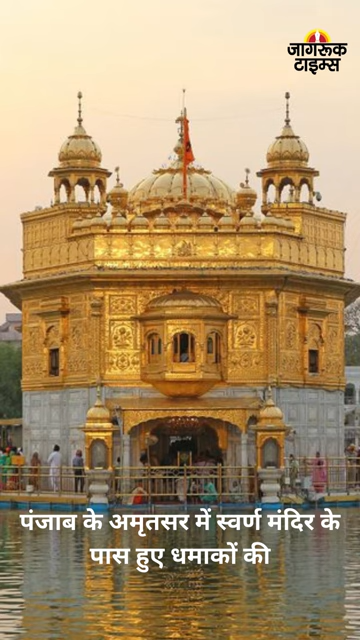 जागरूक
टाइम्स
पंजाब के अमृतसर में स्वर्ण मंदिर के
पास हुए धमाकों की